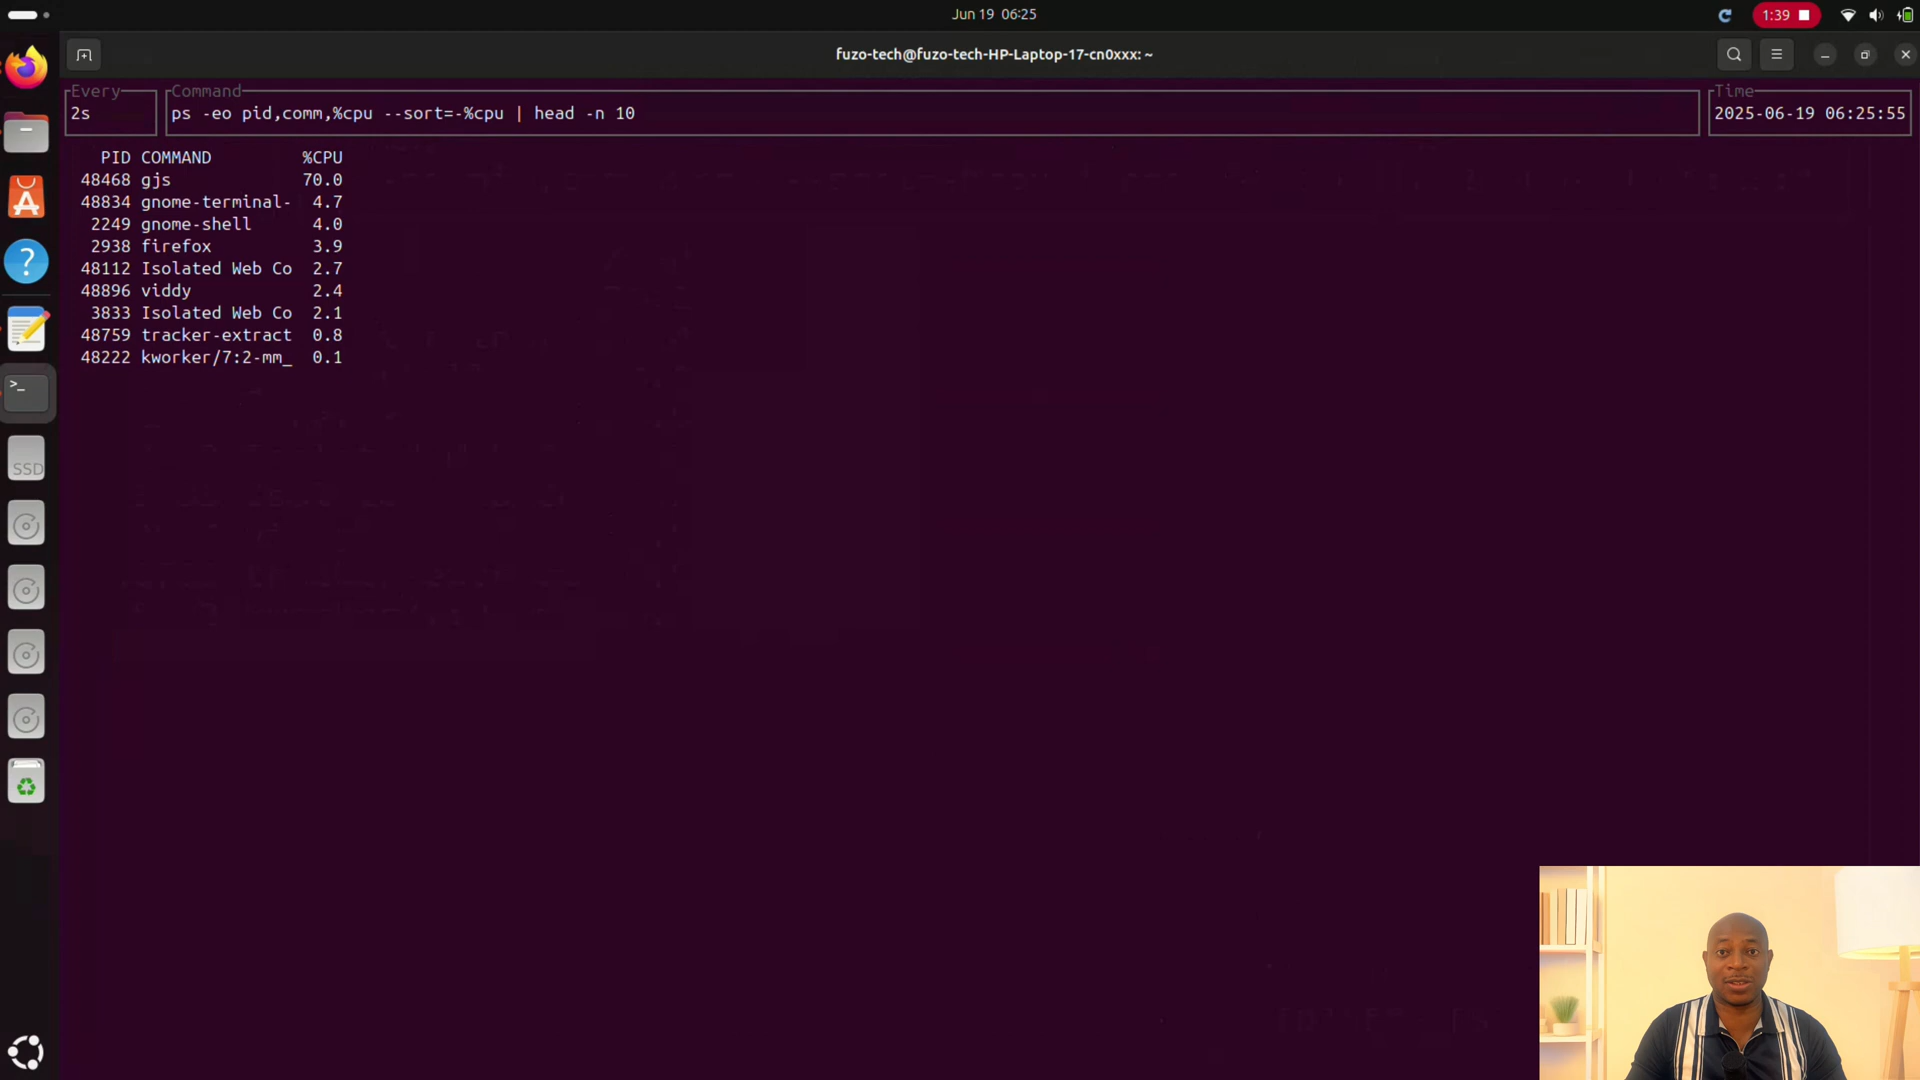 Jun 19 06:25
1:39
fuzo-tech@fuzo-tech-HP-Laptop-17-cn0xxx: ~
Every
Command
Time
2s
ps -eo pid,comm,%cpu --sort=-%cpu | head -n 10
2025-06-19 06:25:55
PID COMMAND %CPU
48468 gjs 70.0
48834 gnome-terminal- 4.7
2249 gnome-shell 4.0
2938 firefox 3.9
48112 Isolated Web Co 2.7
48896 viddy 2.4
3833 Isolated Web Co 2.1
48759 tracker-extract 0.8
48222 kworker/7:2-mm_ 0.1
SSD